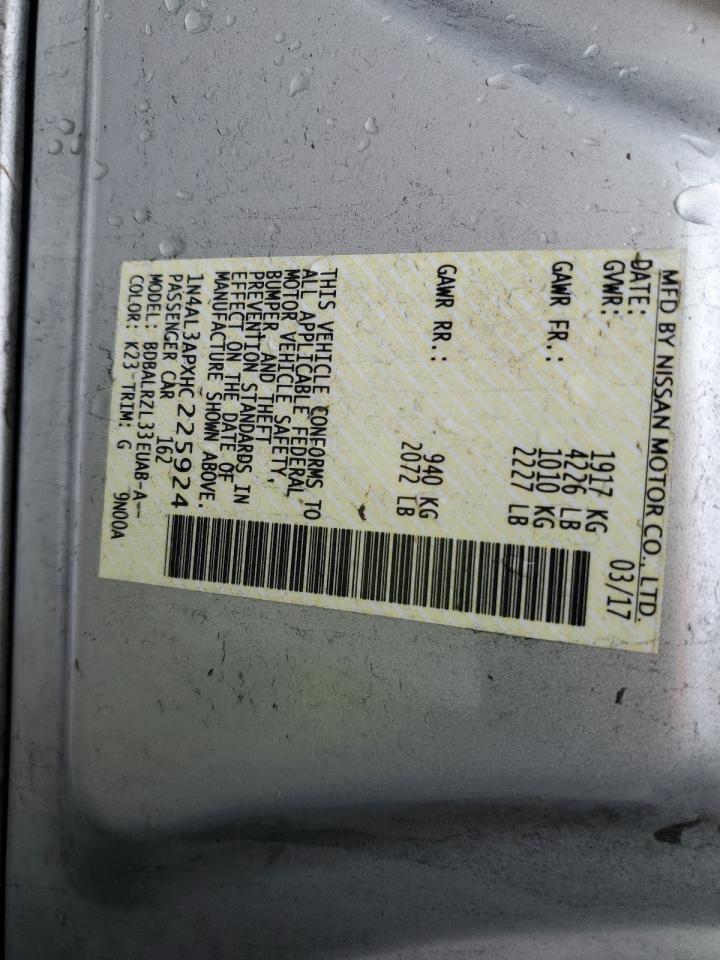 MFD BY NISSAN MOTOR CO., LTD.
DATE: 03/17
GVWR: 1917 KG
4226 LB
GAWR FR.: 1010 KG
2227 LB
GAWR RR.: 940 KG
2072 LB
THIS VEHICLE CONFORMS TO
ALL APPLICABLE FEDERAL
MOTOR VEHICLE SAFETY,
BUMPER AND THEFT
PREVENTION STANDARDS IN
EFFECT ON THE DATE OF
MANUFACTURE SHOWN ABOVE.
1N4AL3APXHC225924
PASSENGER CAR 162
MODEL: BDBALRZL33EUAB-A--
COLOR: K23 TRIM: G 9N00A